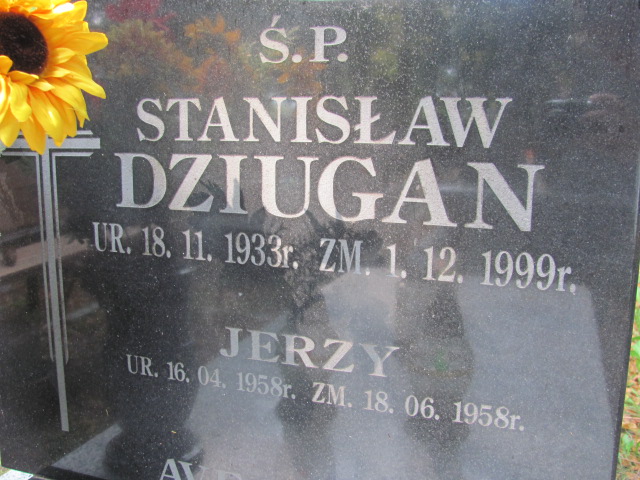 Ś.P.
STANISŁAW
DZIUGAN
UR. 18. 11. 1933r. ZM. 1. 12. 1999r.
JERZY
UR. 16. 04. 1958r. ZM. 18. 06. 1958r.